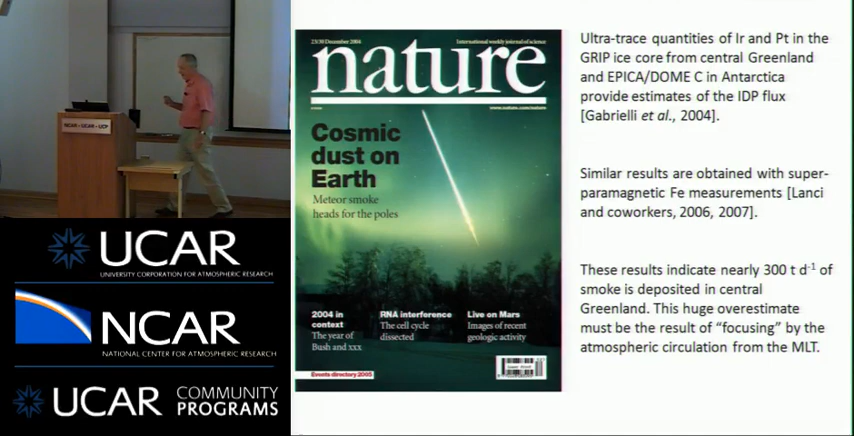 NCAR · UCAR · UCP
UCAR
UNIVERSITY CORPORATION FOR ATMOSPHERIC RESEARCH
NCAR
NATIONAL CENTER FOR ATMOSPHERIC RESEARCH
UCAR COMMUNITY
PROGRAMS
23/30 December 2004 International weekly journal of science
nature
www.nature.com/nature
Cosmic
dust on
Earth
Meteor smoke
heads for the poles
2004 in
context
The year of
Bush and xxx
RNA interference
The cell cycle
dissected
Live on Mars
Images of recent
geologic activity
Events directory 2005
Ultra-trace quantities of Ir and Pt in the
GRIP ice core from central Greenland
and EPICA/DOME C in Antarctica
provide estimates of the IDP flux
[Gabrielli et al., 2004].
Similar results are obtained with super-
paramagnetic Fe measurements [Lanci
and coworkers, 2006, 2007].
These results indicate nearly 300 t d⁻¹ of
smoke is deposited in central
Greenland. This huge overestimate
must be the result of “focusing” by the
atmospheric circulation from the MLT.